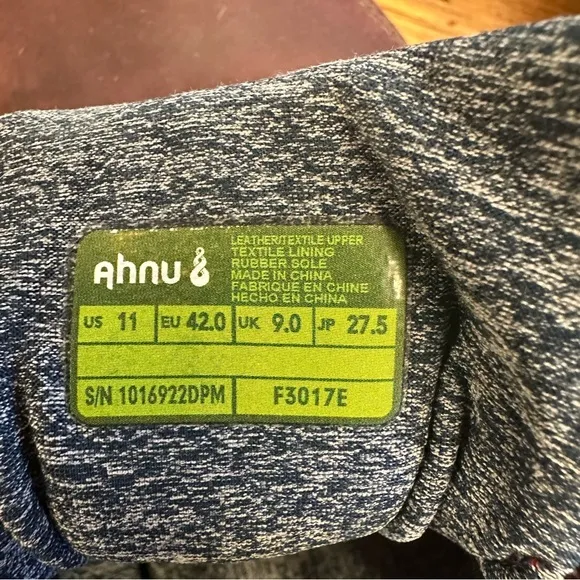 Ahnu
LEATHER/TEXTILE UPPER
TEXTILE LINING
RUBBER SOLE
MADE IN CHINA
FABRIQUE EN CHINE
HECHO EN CHINA
US 11 EU 42.0 UK 9.0 JP 27.5
S/N 1016922DPM F3017E